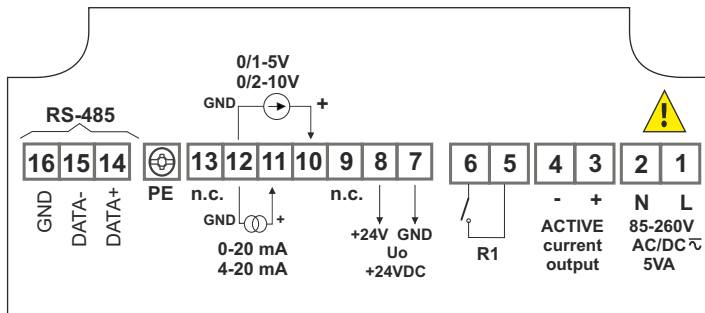 0/1-5V
0/2-10V
GND +
RS-485
16 15 14 13 12 11 10 9 8 7 6 5 4 3 2 1
GND DATA- DATA+ PE n.c. n.c. - + N L
GND +
0-20 mA
4-20 mA
+24V GND
Uo
+24VDC
R1
ACTIVE
current
output
85-260V
AC/DC
5VA
!